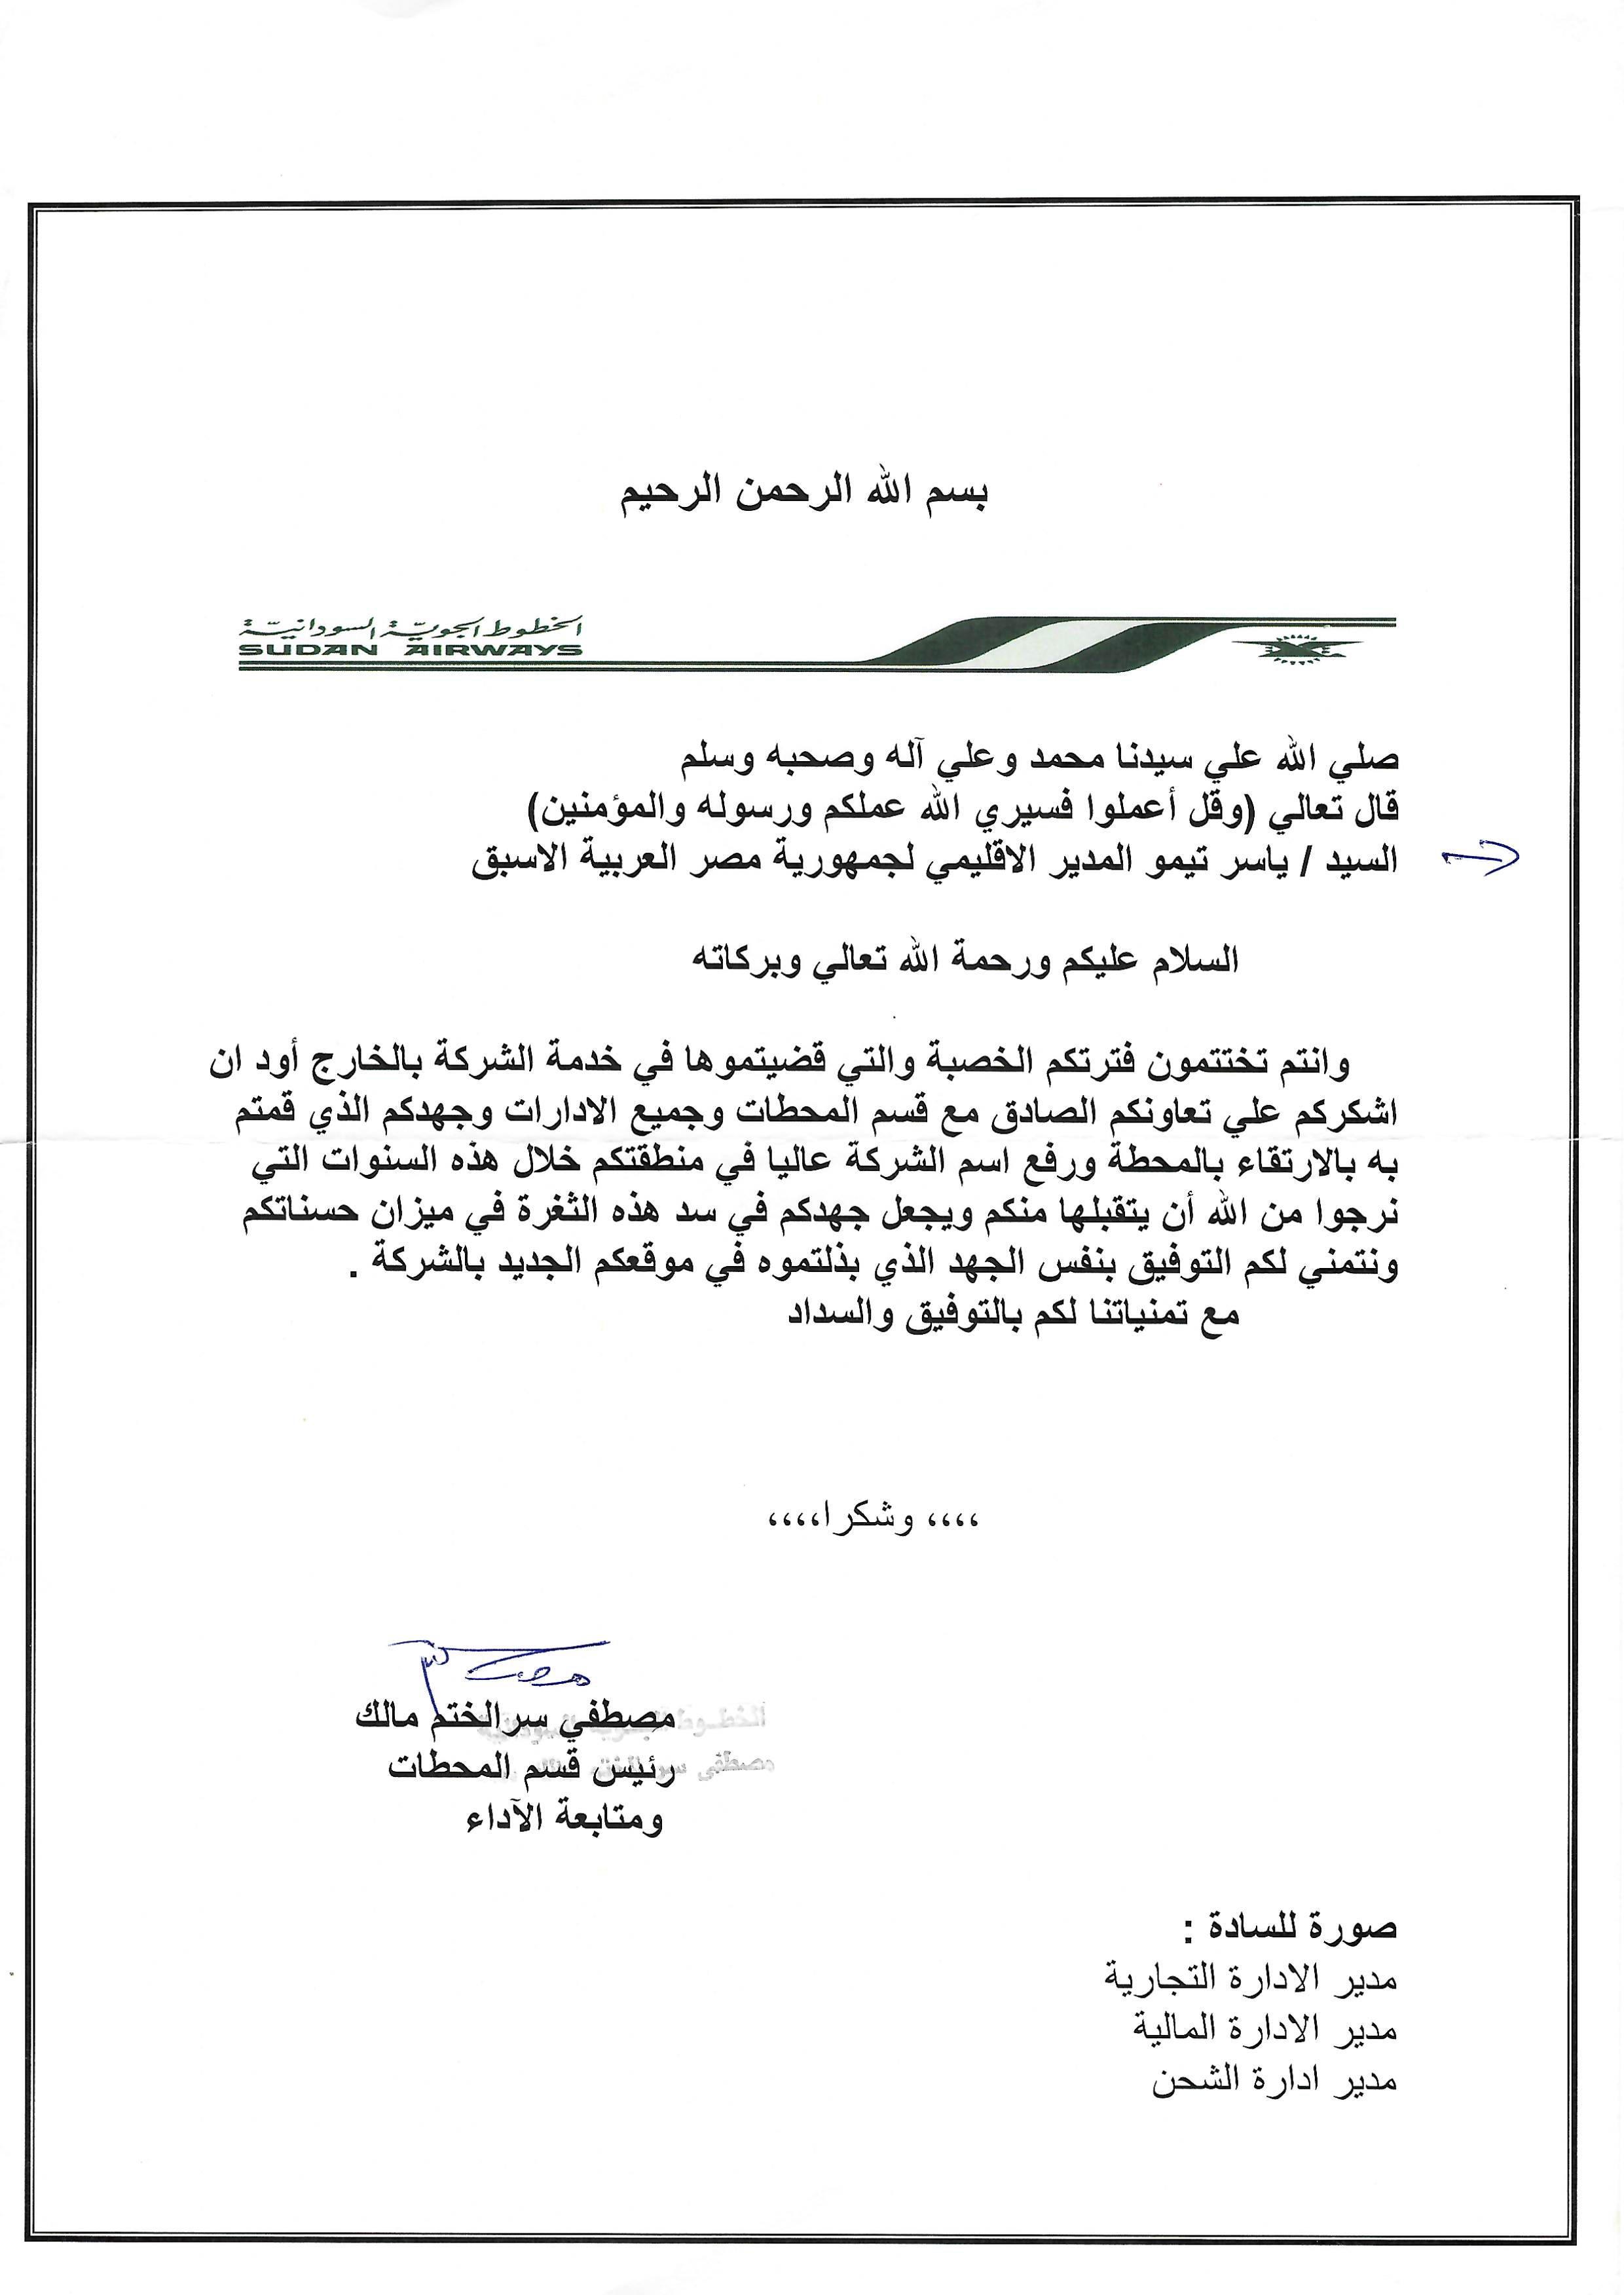 بسم الله الرحمن الرحيم
الخطوط الجوية السودانية
SUDAN AIRWAYS
صلي الله علي سيدنا محمد وعلي آله وصحبه وسلم
قال تعالي (وقل أعملوا فسيري الله عملكم ورسوله والمؤمنين)
السيد / ياسر تيمو المدير الاقليمي لجمهورية مصر العربية الاسبق
السلام عليكم ورحمة الله تعالي وبركاته
وانتم تختتمون فترتكم الخصبة والتي قضيتموها في خدمة الشركة بالخارج أود ان
اشكركم علي تعاونكم الصادق مع قسم المحطات وجميع الادارات وجهدكم الذي قمتم
به بالارتقاء بالمحطة ورفع اسم الشركة عاليا في منطقتكم خلال هذه السنوات التي
نرجوا من الله أن يتقبلها منكم ويجعل جهدكم في سد هذه الثغرة في ميزان حسناتكم
ونتمني لكم التوفيق بنفس الجهد الذي بذلتموه في موقعكم الجديد بالشركة .
مع تمنياتنا لكم بالتوفيق والسداد
،،،، وشكرا،،،،
مصطفي سرالختم مالك
رئيس قسم المحطات
ومتابعة الآداء
صورة للسادة :
مدير الادارة التجارية
مدير الادارة المالية
مدير ادارة الشحن